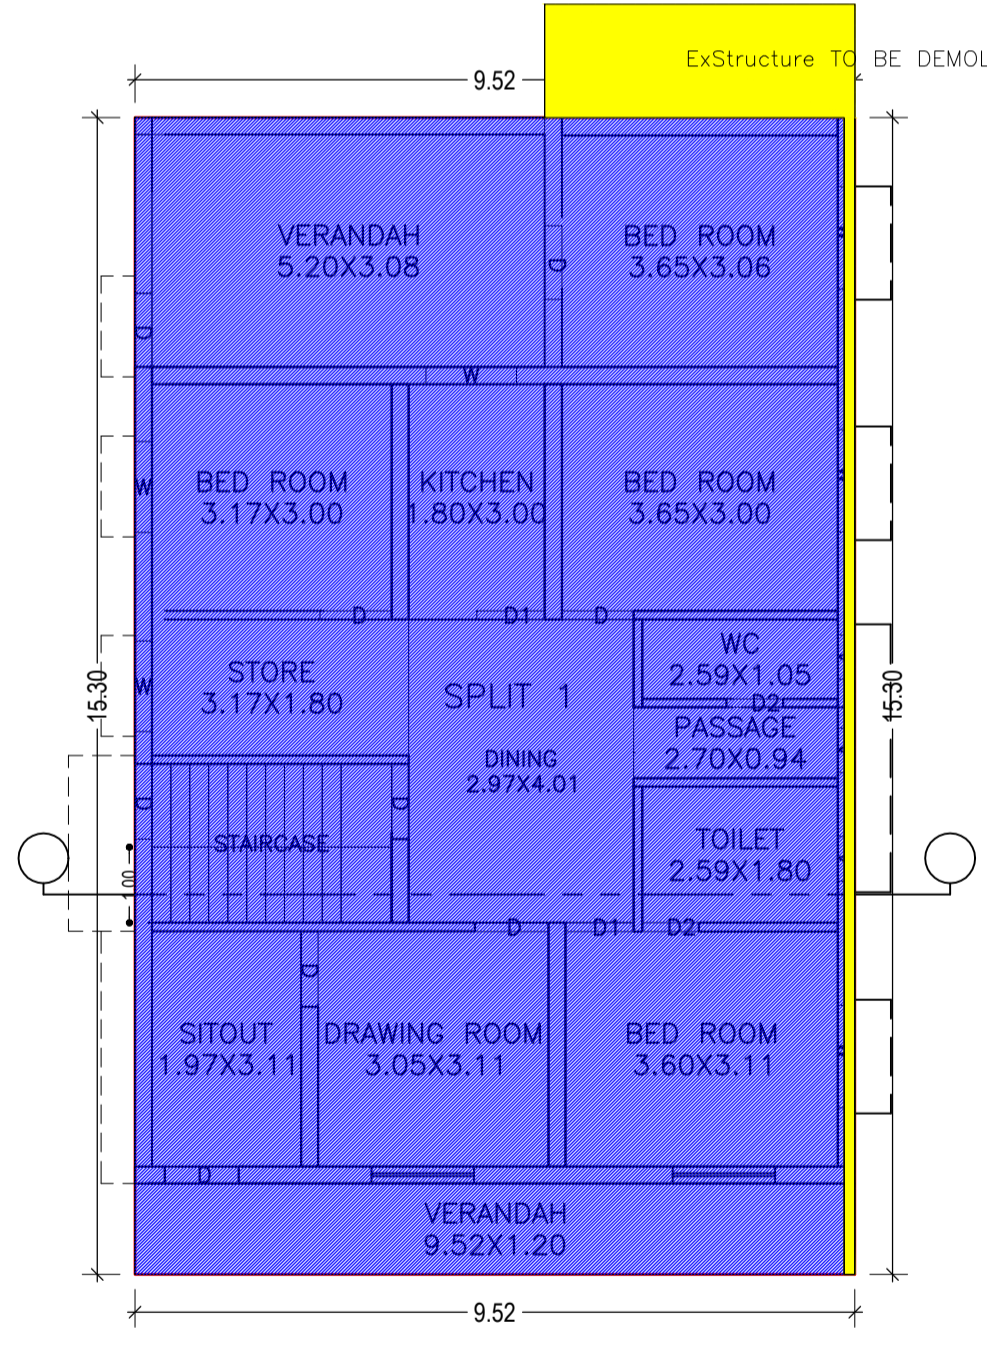 ExStructure TO BE DEMOL
9.52
VERANDAH
5.20X3.08
BED ROOM
3.65X3.06
D
D
W
BED ROOM
3.17X3.00
KITCHEN
1.80X3.00
BED ROOM
3.65X3.00
W
D
D1
D
STORE
3.17X1.80
WC
2.59X1.05
D2
W
15.30
15.30
SPLIT 1
PASSAGE
2.70X0.94
DINING
2.97X4.01
D
D
STAIRCASE
TOILET
2.59X1.80
1.00
D
D1
D2
D
SITOUT
1.97X3.11
DRAWING ROOM
3.05X3.11
BED ROOM
3.60X3.11
D
VERANDAH
9.52X1.20
9.52